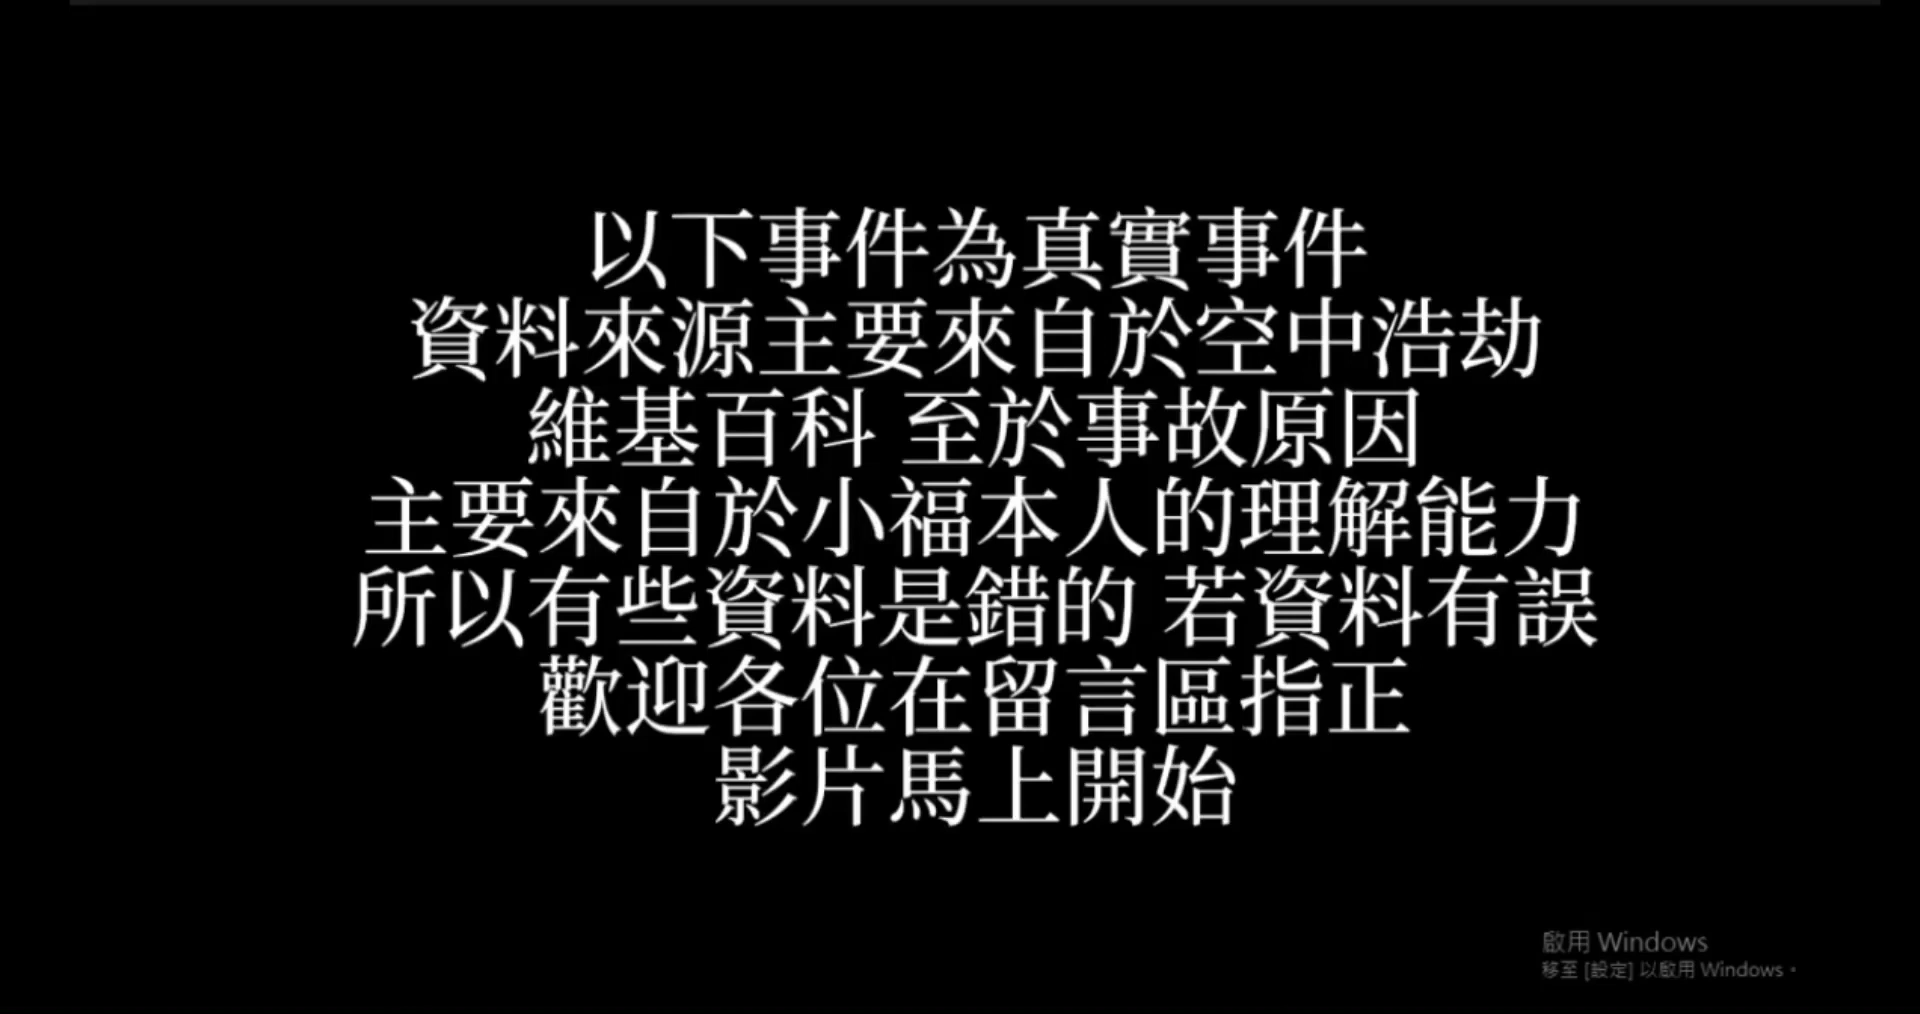 以下事件為真實事件
資料來源主要來自於空中浩劫
維基百科 至於事故原因
主要來自於小福本人的理解能力
所以有些資料是錯的 若資料有誤
歡迎各位在留言區指正
影片馬上開始
啟用 Windows
移至 [設定] 以啟用 Windows。